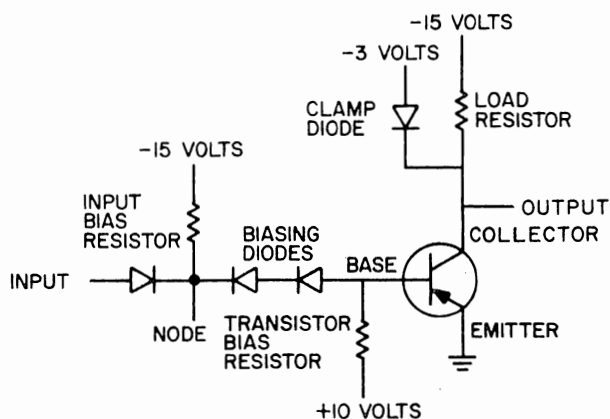 -15 VOLTS
-3 VOLTS
CLAMP
DIODE
LOAD
RESISTOR
-15 VOLTS
INPUT
BIAS
RESISTOR
BIASING
DIODES
BASE
OUTPUT
COLLECTOR
INPUT
NODE
TRANSISTOR
BIAS
RESISTOR
EMITTER
+10 VOLTS